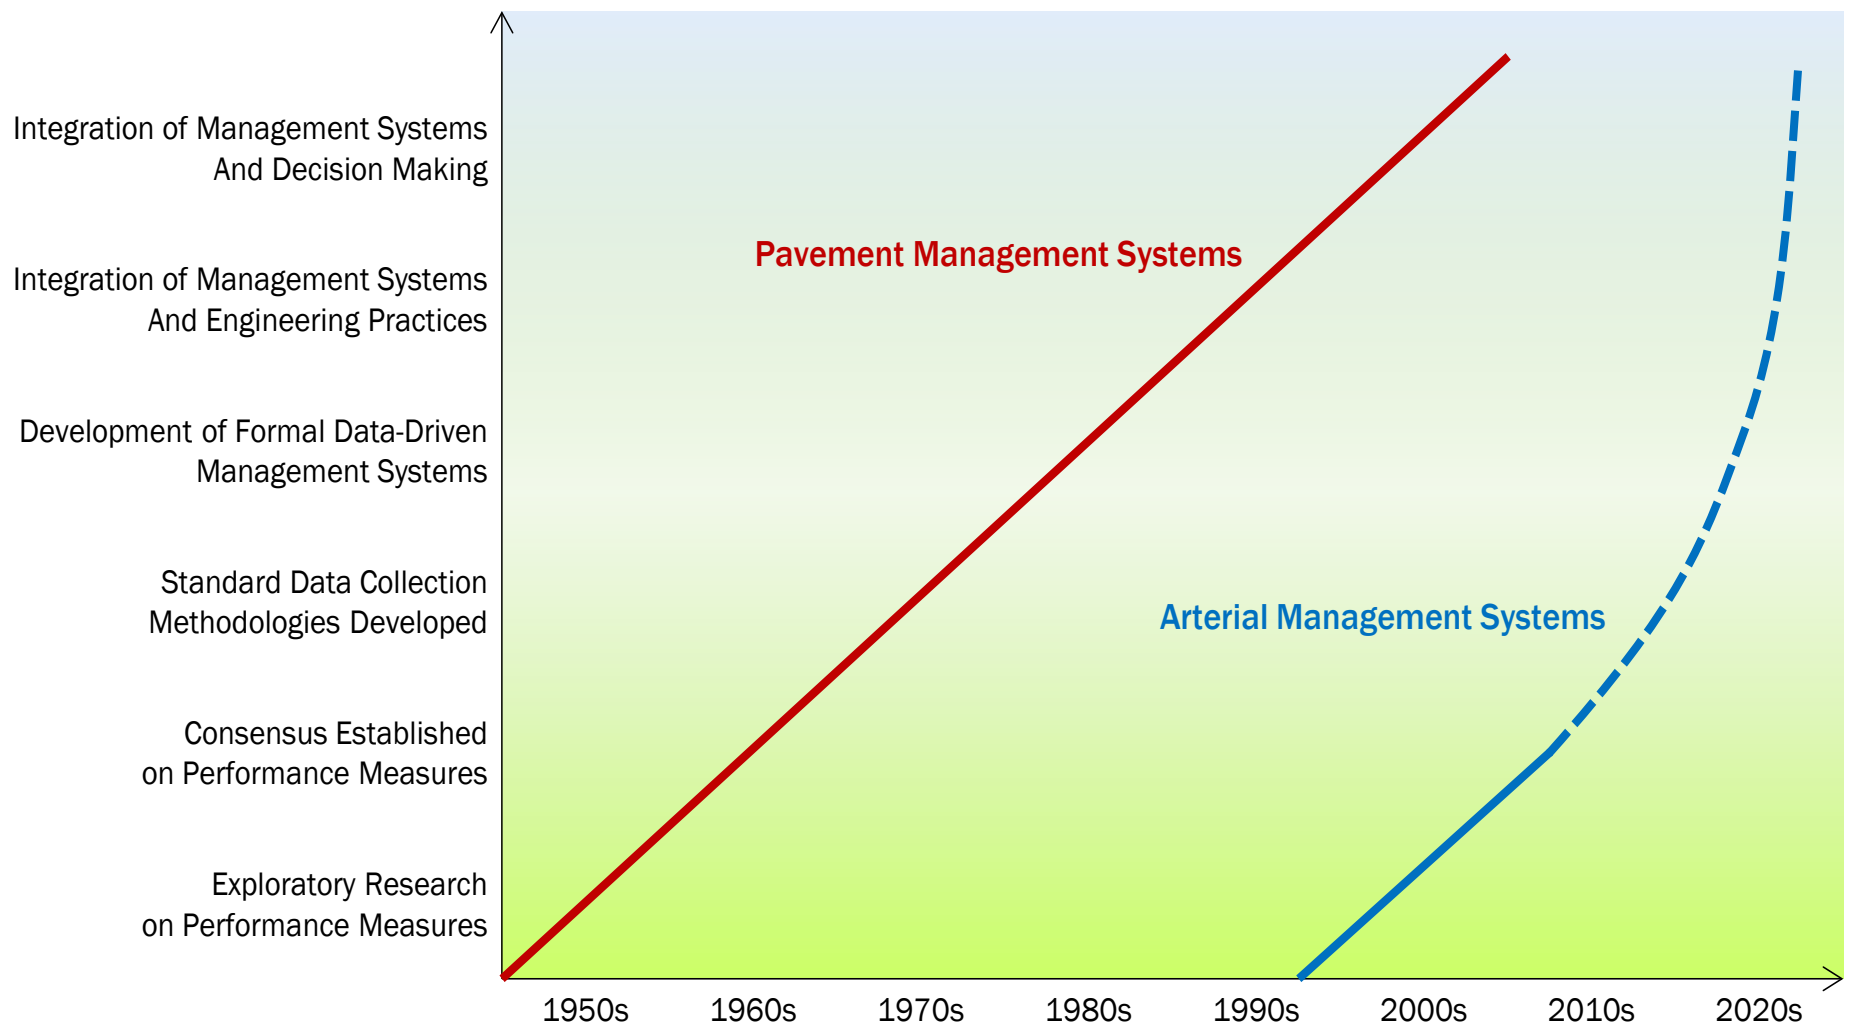 Integration of Management Systems
And Decision Making
Integration of Management Systems
And Engineering Practices
Development of Formal Data-Driven
Management Systems
Standard Data Collection
Methodologies Developed
Consensus Established
on Performance Measures
Exploratory Research
on Performance Measures
Pavement Management Systems
Arterial Management Systems
1950s 1960s 1970s 1980s 1990s 2000s 2010s 2020s